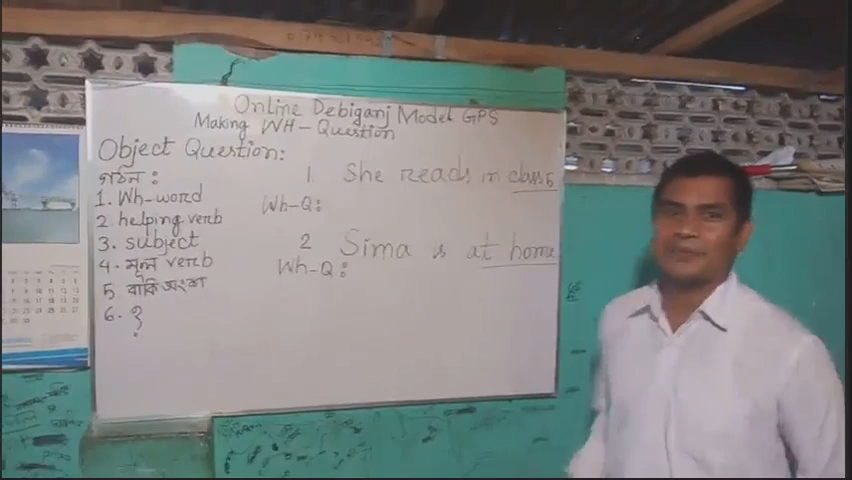 Online Debiganj Model GPS
Making WH-Question
Object Question:
গঠন :
1. Wh-word
2. helping verb
3. subject
4. মূল verb
5. বাকি অংশ
6. ?
1 She reads in class 5
Wh-Q:
2 Sima is at home
Wh-Q: